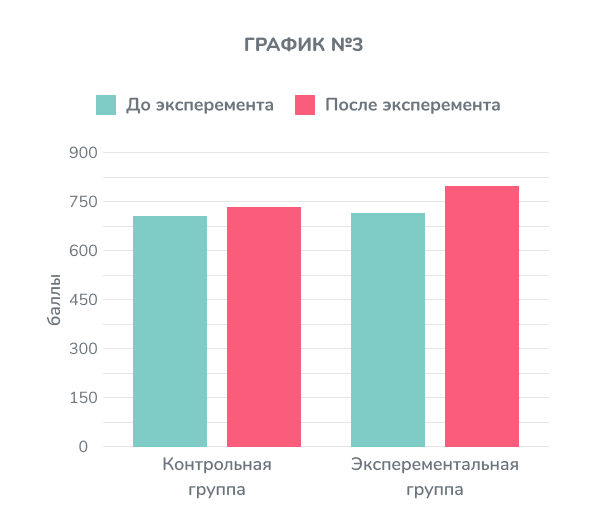 ГРАФИК №3
До эксперемента
После эксперемента
900
750
600
450
300
150
0
баллы
Контрольная
группа
Эксперементальная
группа